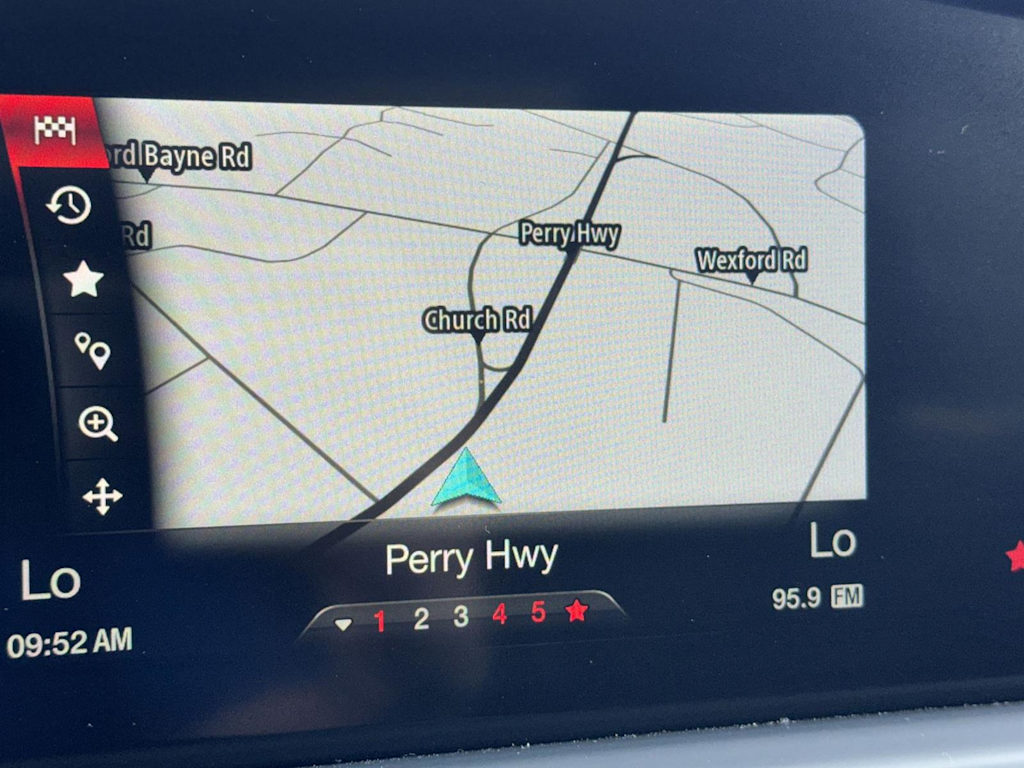 rd Bayne Rd
Rd
Perry Hwy
Wexford Rd
Church Rd
Perry Hwy
Lo
Lo
1 2 3 4 5
95.9 FM
09:52 AM